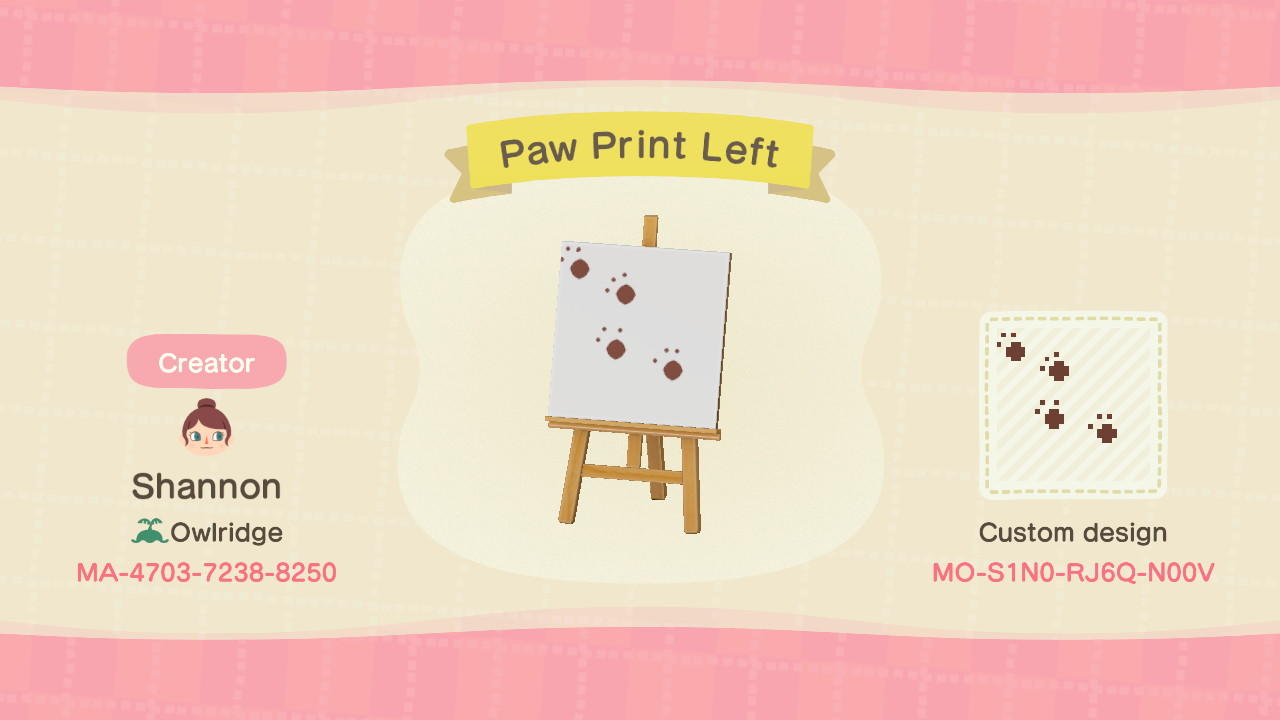 Paw Print Left
Creator
Shannon
Owlridge
MA-4703-7238-8250
Custom design
MO-S1N0-RJ6Q-N00V